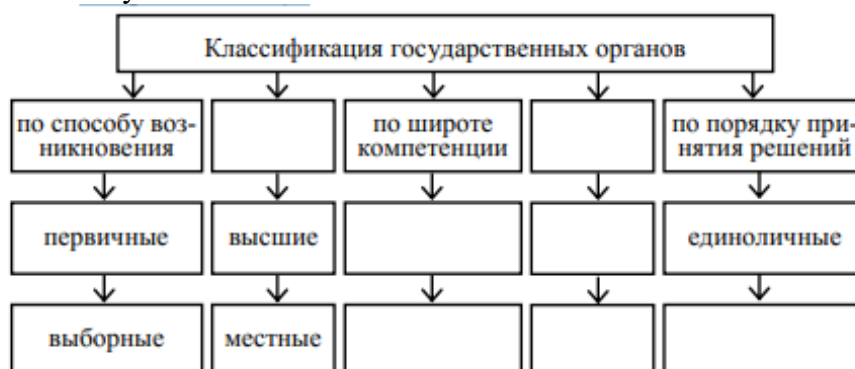 Классификация государственных органов
по способу воз-
никновения
по широте
компетенции
по порядку при-
нятия решений
первичные
высшие
единоличные
выборные
местные